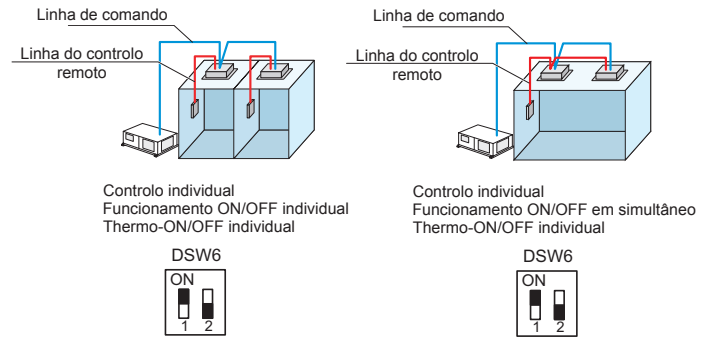 Linha de comando
Linha do controlo
remoto
Controlo individual
Funcionamento ON/OFF individual
Thermo-ON/OFF individual
DSW6
ON
1 2
Linha de comando
Linha do controlo
remoto
Controlo individual
Funcionamento ON/OFF em simultâneo
Thermo-ON/OFF individual
DSW6
ON
1 2